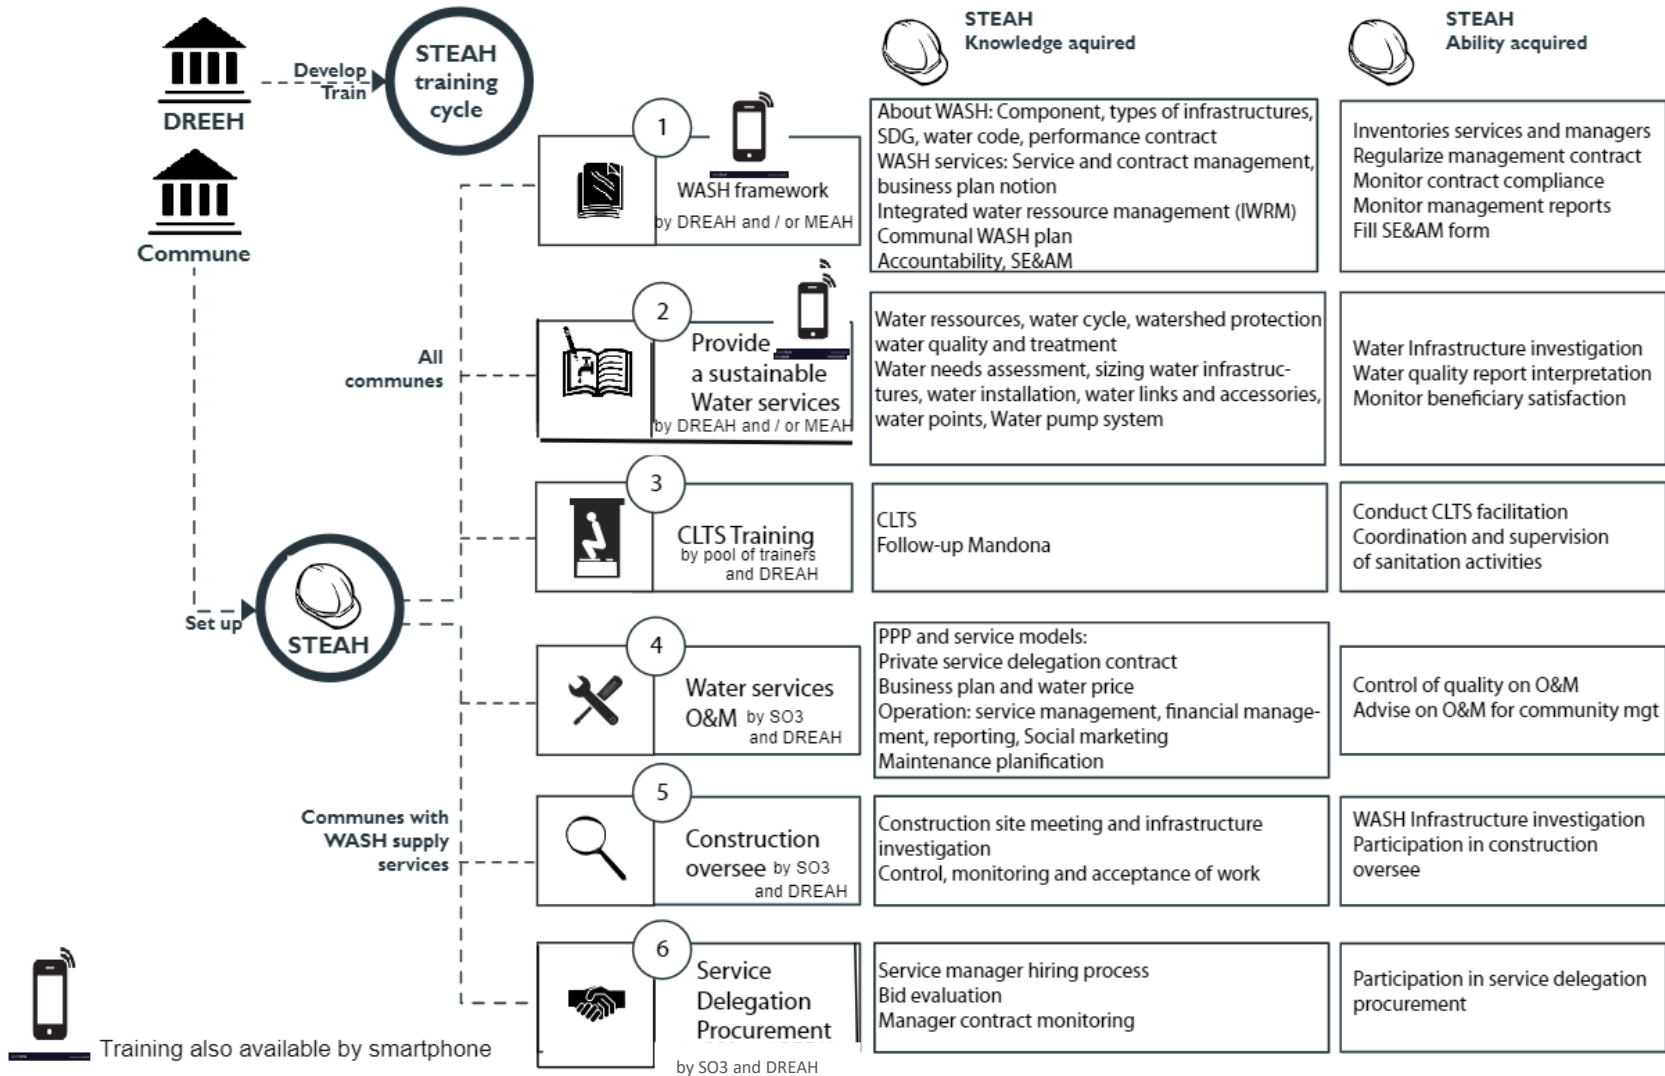 STEAH
Knowledge aquired
STEAH
Ability acquired
DREEH
Develop
Train
STEAH
training
cycle
Commune
Set up
STEAH
All
communes
Communes with
WASH supply
services
1
WASH framework
by DREAH and / or MEAH
About WASH: Component, types of infrastructures,
SDG, water code, performance contract
WASH services: Service and contract management,
business plan notion
Integrated water ressource management (IWRM)
Communal WASH plan
Accountability, SE&AM
Inventories services and managers
Regularize management contract
Monitor contract compliance
Monitor management reports
Fill SE&AM form
2
Provide
a sustainable
Water services
by DREAH and / or MEAH
Water ressources, water cycle, watershed protection
water quality and treatment
Water needs assessment, sizing water infrastruc-
tures, water installation, water links and accessories,
water points, Water pump system
Water Infrastructure investigation
Water quality report interpretation
Monitor beneficiary satisfaction
3
CLTS Training
by pool of trainers
and DREAH
CLTS
Follow-up Mandona
Conduct CLTS facilitation
Coordination and supervision
of sanitation activities
4
Water services
O&M by SO3
and DREAH
PPP and service models:
Private service delegation contract
Business plan and water price
Operation: service management, financial manage-
ment, reporting, Social marketing
Maintenance planification
Control of quality on O&M
Advise on O&M for community mgt
5
Construction
oversee by SO3
and DREAH
Construction site meeting and infrastructure
investigation
Control, monitoring and acceptance of work
WASH Infrastructure investigation
Participation in construction
oversee
6
Service
Delegation
Procurement
by SO3 and DREAH
Service manager hiring process
Bid evaluation
Manager contract monitoring
Participation in service delegation
procurement
Training also available by smartphone